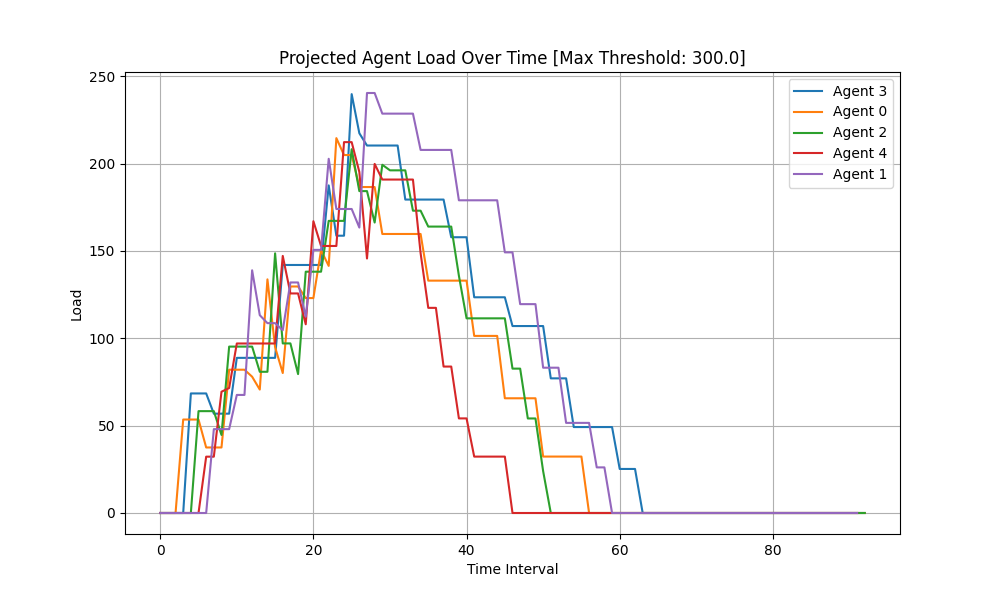 Projected Agent Load Over Time [Max Threshold: 300.0]
250
200
150
100
50
0
Load
Agent 3
Agent 0
Agent 2
Agent 4
Agent 1
0
20
40
60
80
Time Interval